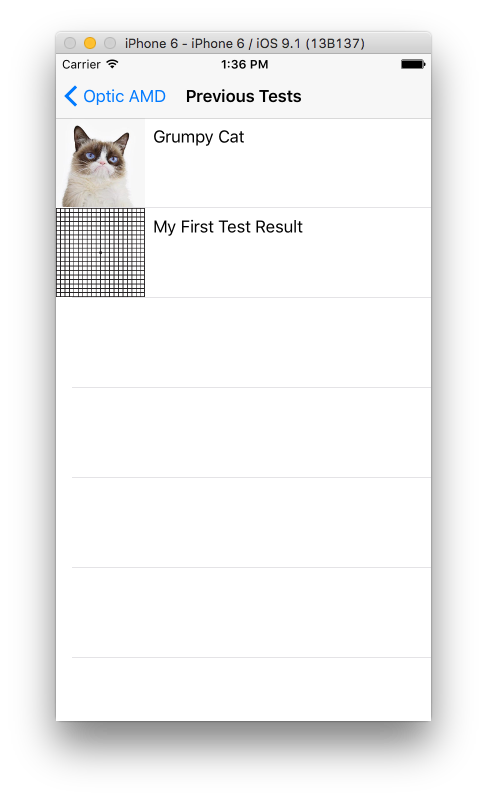 iPhone 6 - iPhone 6 / iOS 9.1 (13B137)
Carrier 1:36 PM
Optic AMD Previous Tests
Grumpy Cat
My First Test Result